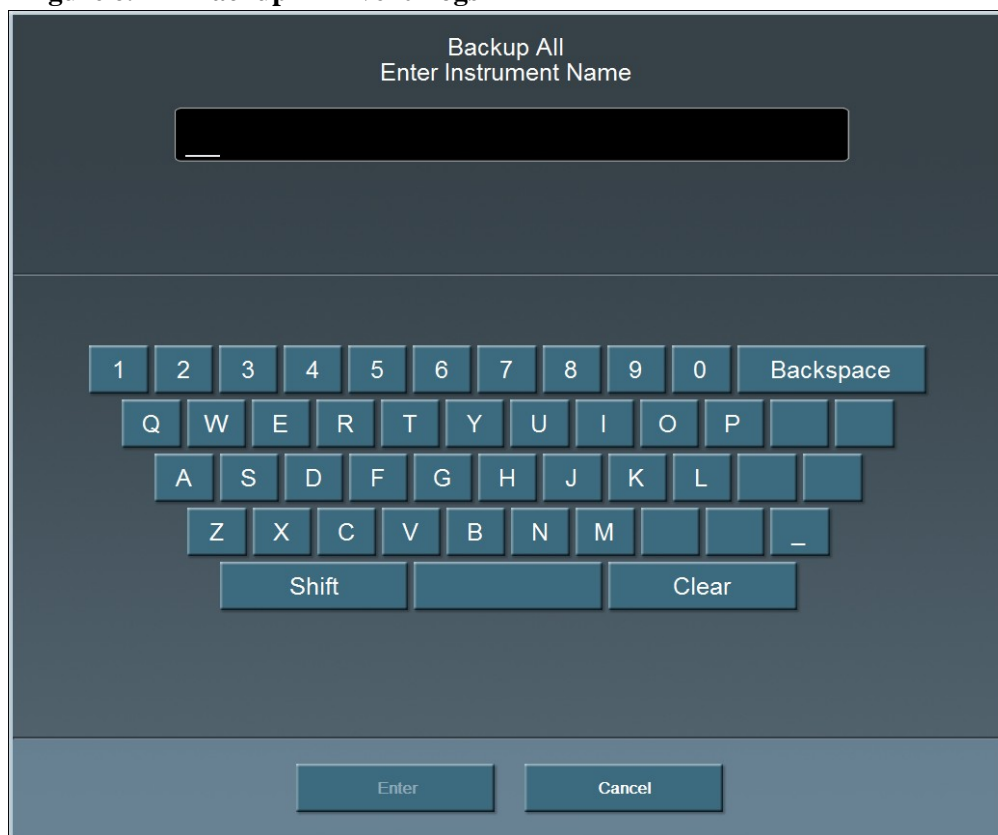 Backup All
Enter Instrument Name
1 2 3 4 5 6 7 8 9 0 Backspace
Q W E R T Y U I O P
A S D F G H J K L
Z X C V B N M _
Shift Clear
Enter Cancel